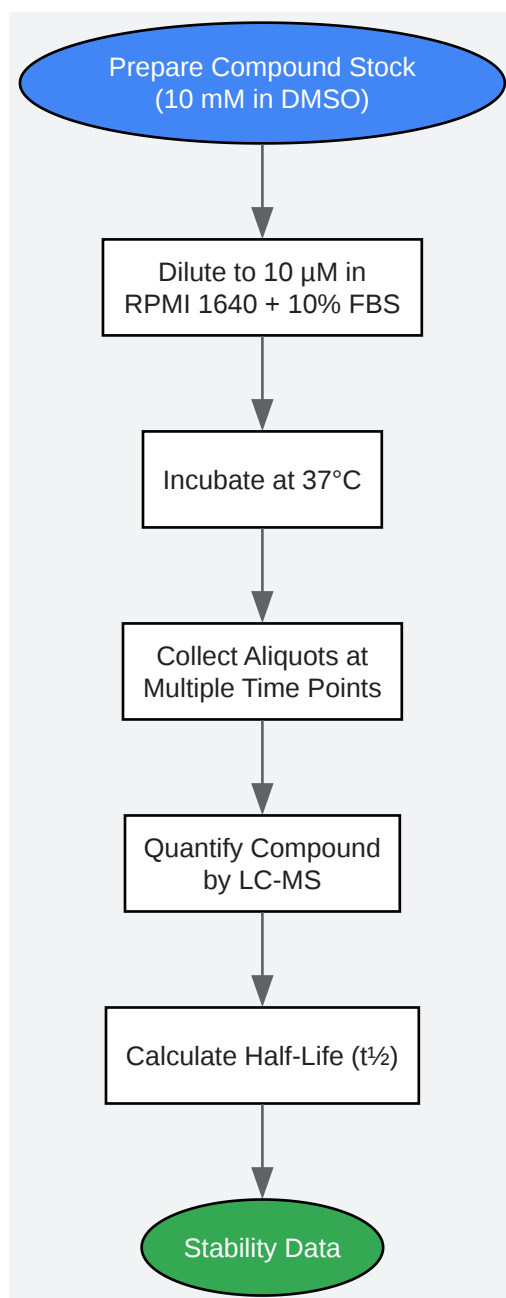 Prepare Compound Stock
(10 mM in DMSO)
Dilute to 10 µM in
RPMI 1640 + 10% FBS
Incubate at 37°C
Collect Aliquots at
Multiple Time Points
Quantify Compound
by LC-MS
Calculate Half-Life (t½)
Stability Data